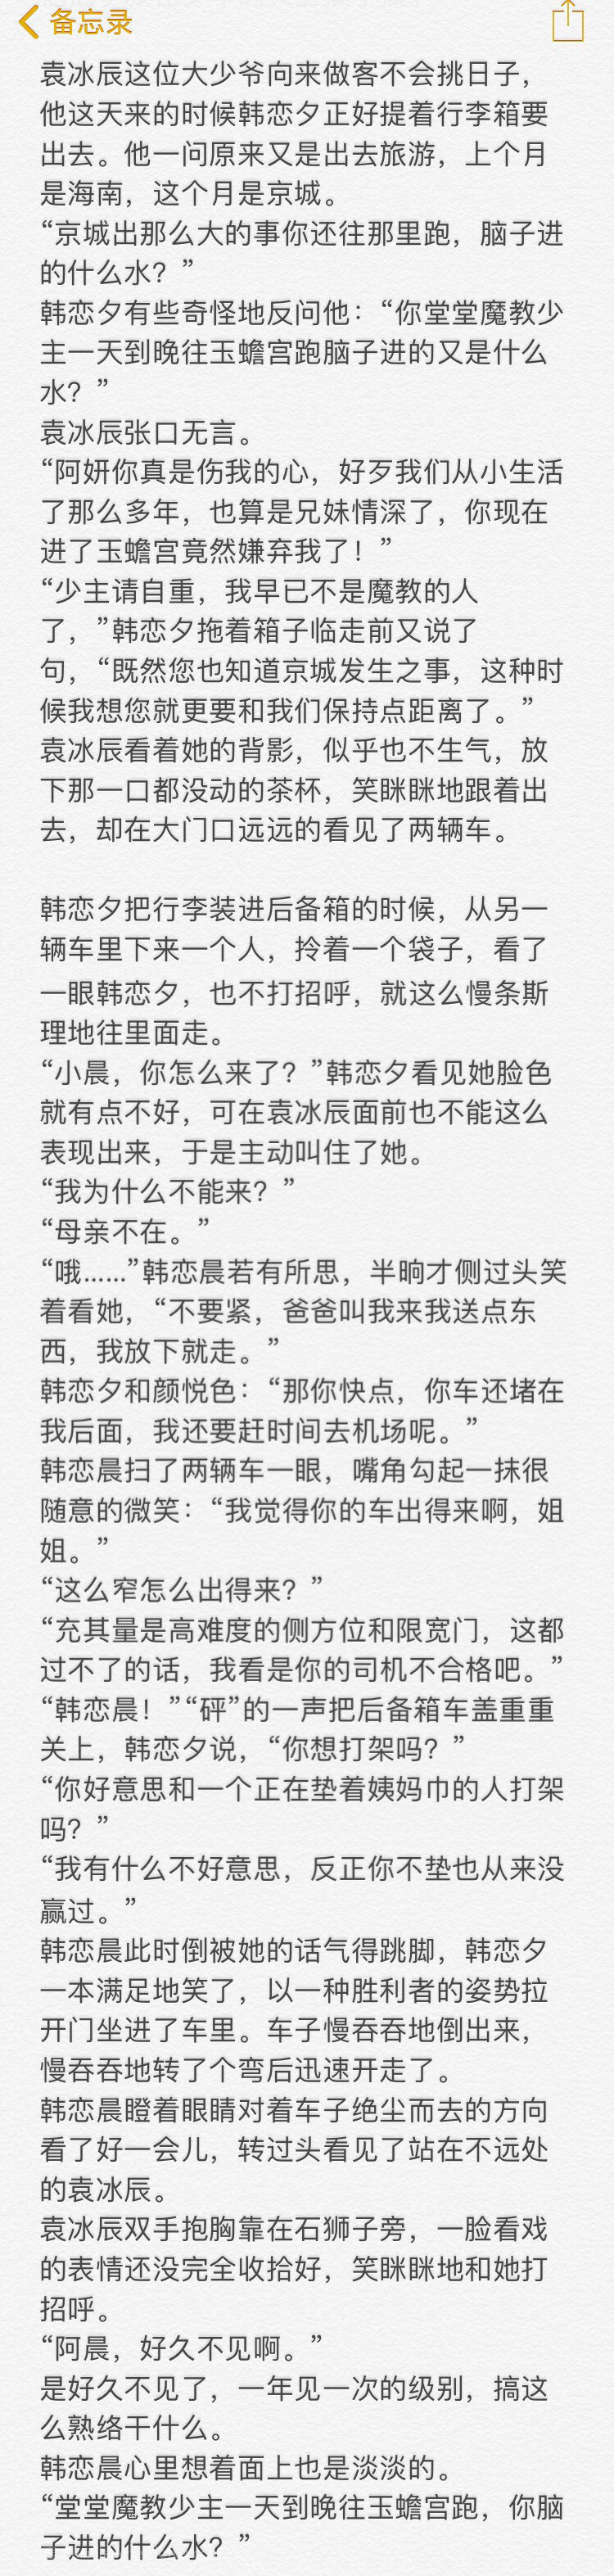 备忘录
袁冰辰这位大少爷向来做客不会挑日子，
他这天来的时候韩恋夕正好提着行李箱要
出去。他一问原来又是出去旅游，上个月
是海南，这个月是京城。
“京城出那么大的事你还往那里跑，脑子进
的什么水？”
韩恋夕有些奇怪地反问他：“你堂堂魔教少
主一天到晚往玉蟾宫跑脑子进的又是什么
水？”
袁冰辰张口无言。
“阿妍你真是伤我的心，好歹我们从小生活
了那么多年，也算是兄妹情深了，你现在
进了玉蟾宫竟然嫌弃我了！”
“少主请自重，我早已不是魔教的人
了，”韩恋夕拖着箱子临走前又说了
句，“既然您也知道京城发生之事，这种时
候我想您就更要和我们保持点距离了。”
袁冰辰看着她的背影，似乎也不生气，放
下那一口都没动的茶杯，笑眯眯地跟着出
去，却在大门口远远的看见了两辆车。
韩恋夕把行李装进后备箱的时候，从另一
辆车里下来一个人，拎着一个袋子，看了
一眼韩恋夕，也不打招呼，就这么慢条斯
理地往里面走。
“小晨，你怎么来了？”韩恋夕看见她脸色
就有点不好，可在袁冰辰面前也不能这么
表现出来，于是主动叫住了她。
“我为什么不能来？”
“母亲不在。”
“哦……”韩恋晨若有所思，半晌才侧过头笑
着看她，“不要紧，爸爸叫我来我送点东
西，我放下就走。”
韩恋夕和颜悦色：“那你快点，你车还堵在
我后面，我还要赶时间去机场呢。”
韩恋晨扫了两辆车一眼，嘴角勾起一抹很
随意的微笑：“我觉得你的车出得来啊，姐
姐。”
“这么窄怎么出得来？”
“充其量是高难度的侧方位和限宽门，这都
过不了的话，我看是你的司机不合格吧。”
“韩恋晨！”“砰”的一声把后备箱车盖重重
关上，韩恋夕说，“你想打架吗？”
“你好意思和一个正在垫着姨妈巾的人打架
吗？”
“我有什么不好意思，反正你不垫也从来没
赢过。”
韩恋晨此时倒被她的话气得跳脚，韩恋夕
一本满足地笑了，以一种胜利者的姿势拉
开门坐进了车里。车子慢吞吞地倒出来，
慢吞吞地转了个弯后迅速开走了。
韩恋晨瞪着眼睛对着车子绝尘而去的方向
看了好一会儿，转过头看见了站在不远处
的袁冰辰。
袁冰辰双手抱胸靠在石狮子旁，一脸看戏
的表情还没完全收拾好，笑眯眯地和她打
招呼。
“阿晨，好久不见啊。”
是好久不见了，一年见一次的级别，搞这
么熟络干什么。
韩恋晨心里想着面上也是淡淡的。
“堂堂魔教少主一天到晚往玉蟾宫跑，你脑
子进的什么水？”